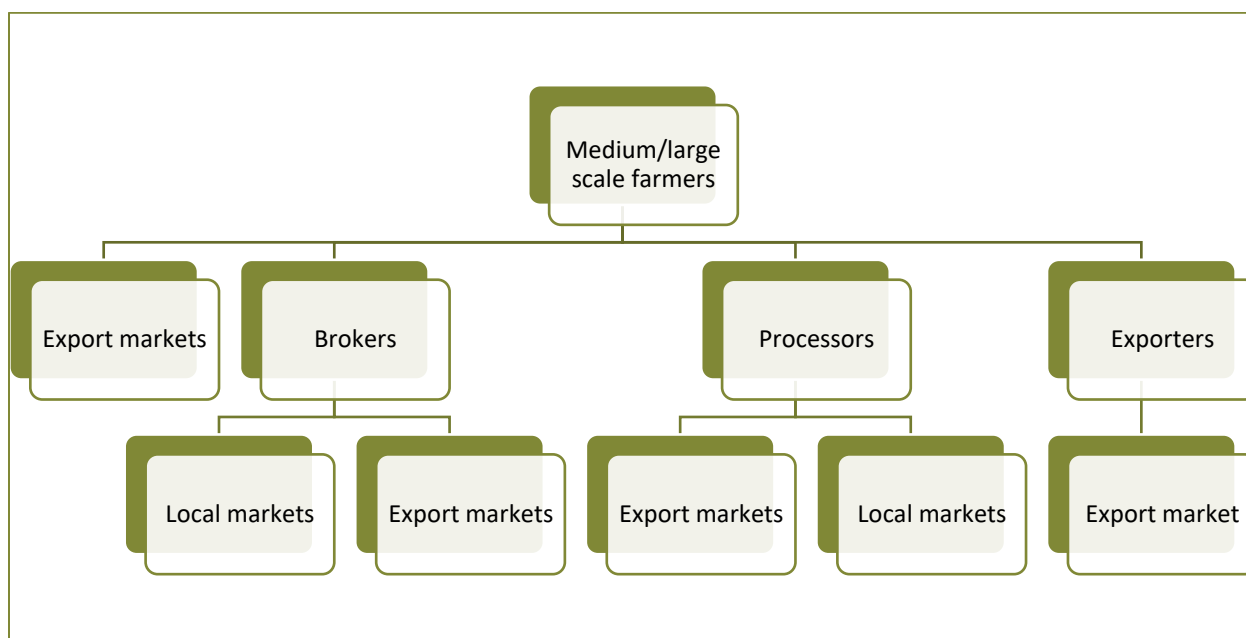 Medium/large
scale farmers
Export markets
Brokers
Processors
Exporters
Local markets
Export markets
Export markets
Local markets
Export market